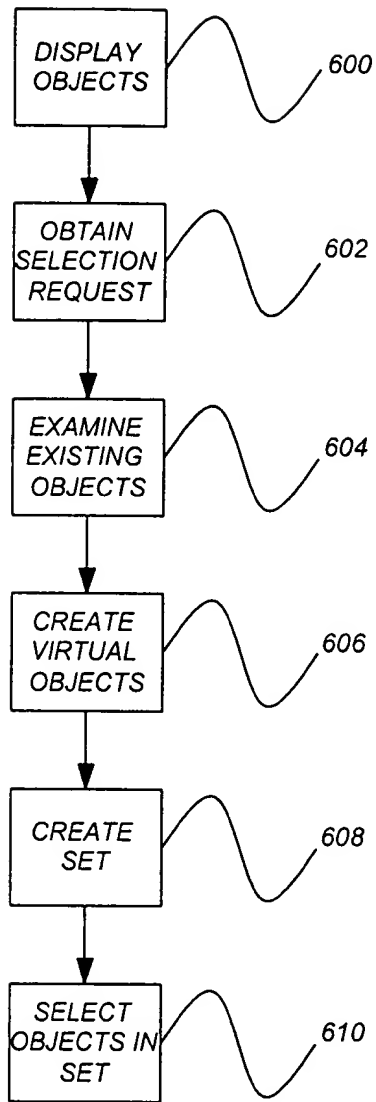 DISPLAY
OBJECTS
600
OBTAIN
SELECTION
REQUEST
602
EXAMINE
EXISTING
OBJECTS
604
CREATE
VIRTUAL
OBJECTS
606
CREATE
SET
608
SELECT
OBJECTS IN
SET
610